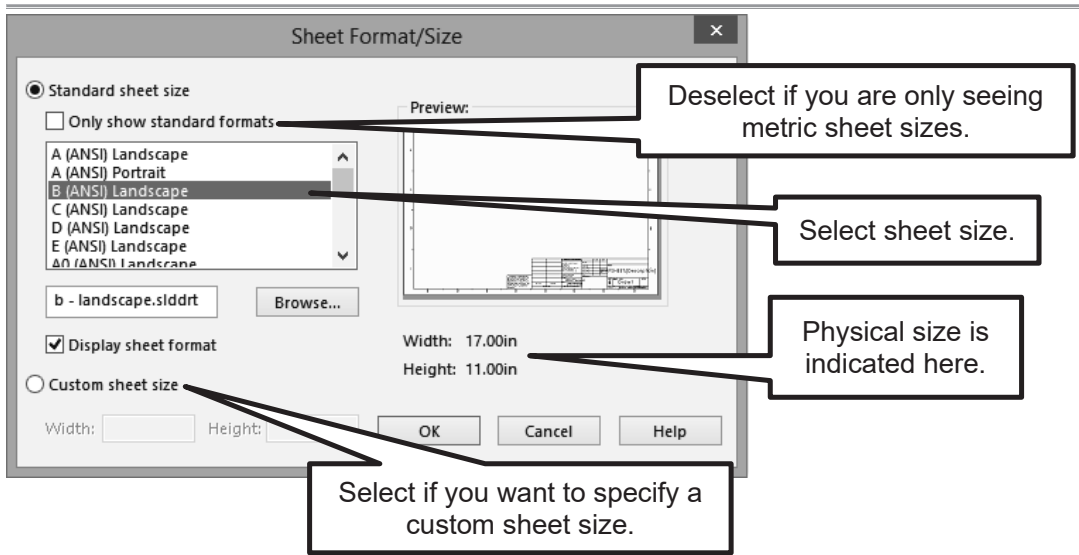 Sheet Format/Size
Standard sheet size
Only show standard formats
A (ANSI) Landscape
A (ANSI) Portrait
B (ANSI) Landscape
C (ANSI) Landscape
D (ANSI) Landscape
E (ANSI) Landscape
A0 (ANSI) Landscape
b - landscape.slddrt
Browse...
Display sheet format
Custom sheet size
Width:
Height:
Preview:
Width: 17.00in
Height: 11.00in
OK
Cancel
Help
Deselect if you are only seeing
metric sheet sizes.
Select sheet size.
Physical size is
indicated here.
Select if you want to specify a
custom sheet size.